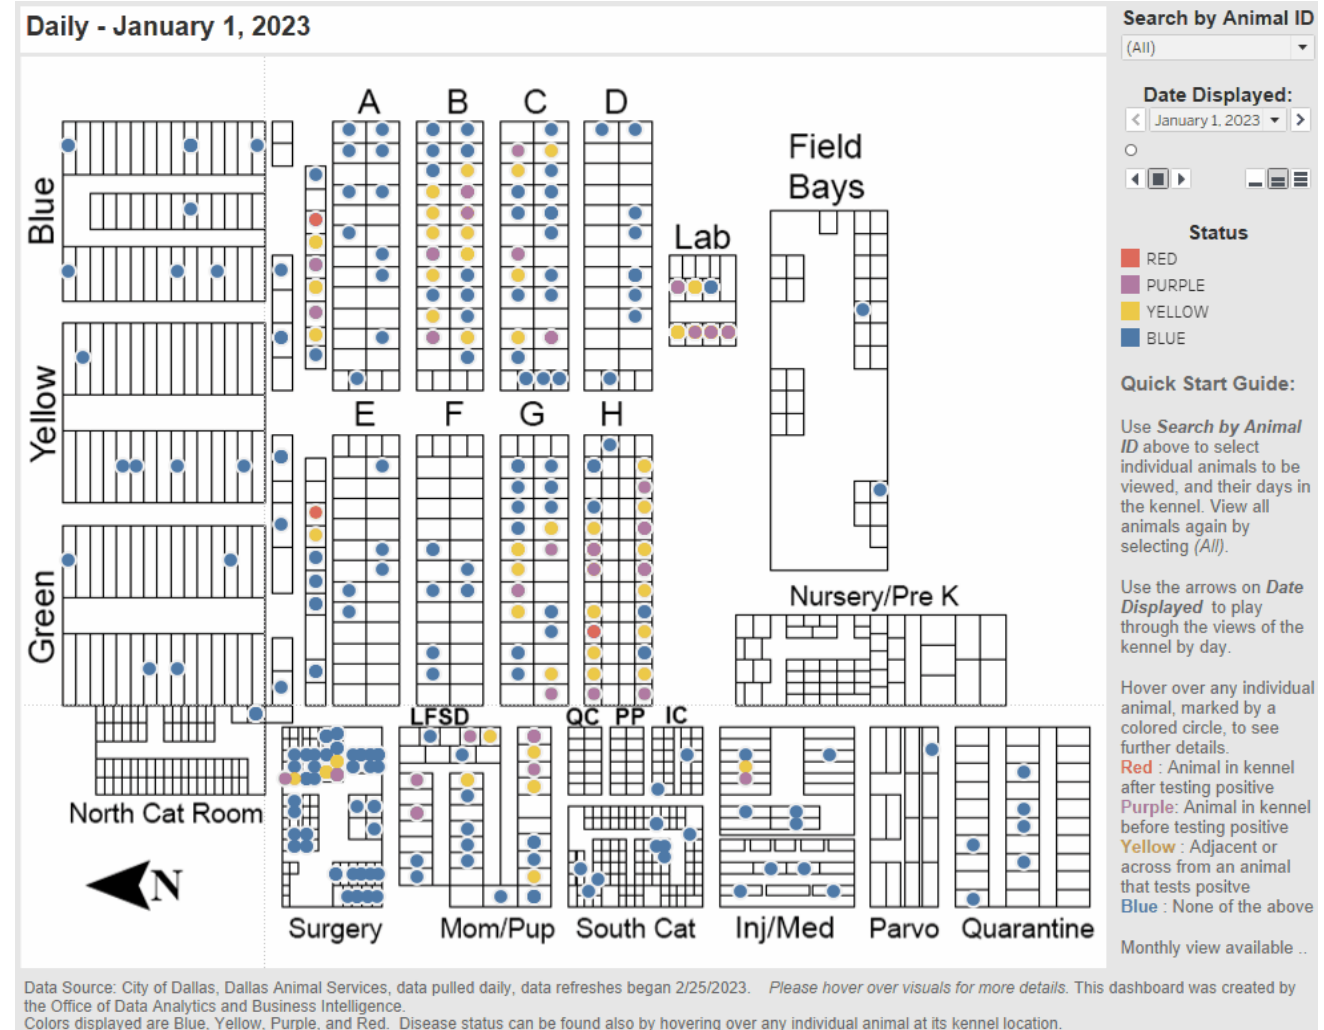 Daily - January 1, 2023
Search by Animal ID
(All)
Date Displayed:
January 1, 2023
Status
RED
PURPLE
YELLOW
BLUE
Quick Start Guide:
Use Search by Animal
ID above to select
individual animals to be
viewed, and their days in
the kennel. View all
animals again by
selecting (All).
Use the arrows on Date
Displayed to play
through the views of the
kennel by day.
Hover over any individual
animal, marked by a
colored circle, to see
further details.
Red : Animal in kennel
after testing positive
Purple: Animal in kennel
before testing positive
Yellow : Adjacent or
across from an animal
that tests positve
Blue : None of the above
Monthly view available ..
A B C D
Field
Bays
Lab
Blue
Yellow
Green
E F G H
Nursery/Pre K
LFSD QC PP IC
North Cat Room
N
Surgery Mom/Pup South Cat Inj/Med Parvo Quarantine
Data Source: City of Dallas, Dallas Animal Services, data pulled daily, data refreshes began 2/25/2023. Please hover over visuals for more details. This dashboard was created by
the Office of Data Analytics and Business Intelligence.
Colors displayed are Blue, Yellow, Purple, and Red. Disease status can be found also by hovering over any individual animal at its kennel location.